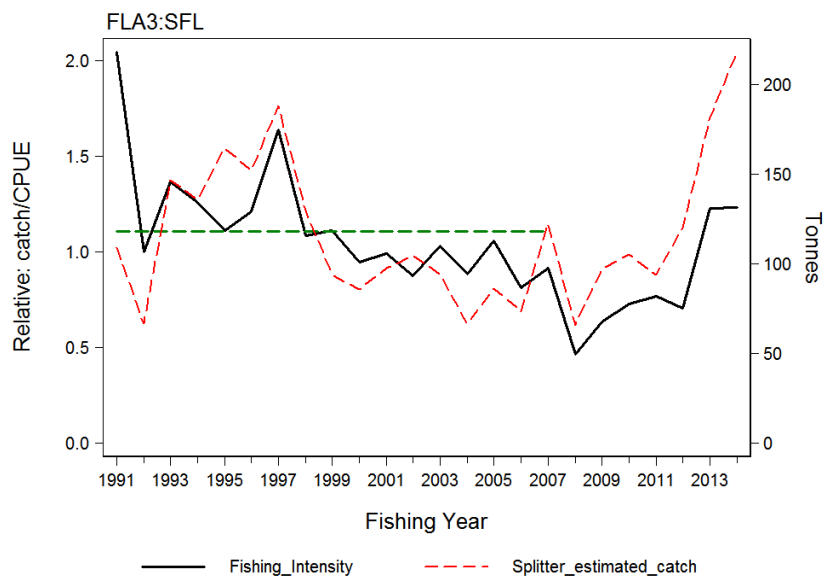 FLA3:SFL
2.0
1.5
1.0
0.5
0.0
Relative: catch/CPUE
200
150
100
50
0
Tonnes
1991 1993 1995 1997 1999 2001 2003 2005 2007 2009 2011 2013
Fishing Year
Fishing_Intensity Splitter_estimated_catch